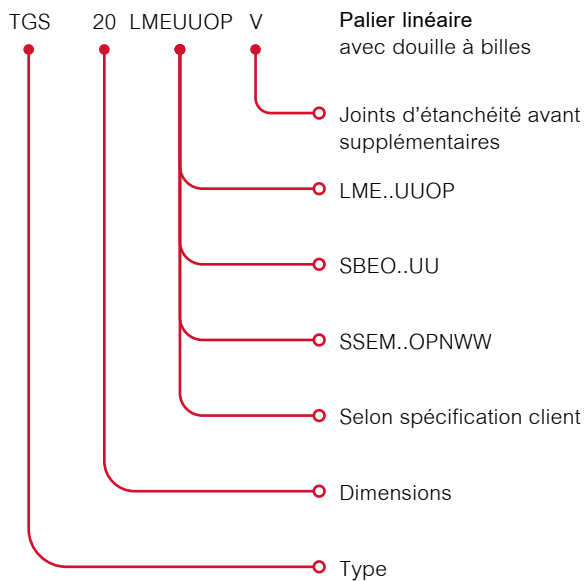 TGS 20 LMEUUOP V
Palier linéaire
avec douille à billes
Joints d'étanchéité avant
supplémentaires
LME..UUOP
SBEO..UU
SSEM..OPNWW
Selon spécification client
Dimensions
Type